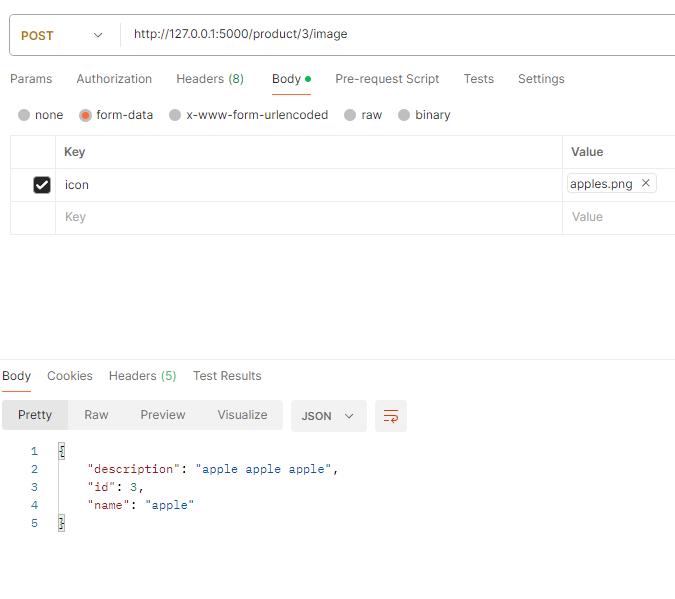 POST http://127.0.0.1:5000/product/3/image
Params Authorization Headers (8) Body Pre-request Script Tests Settings
none form-data x-www-form-urlencoded raw binary
Key Value
icon apples.png
Key Value
Body Cookies Headers (5) Test Results
Pretty Raw Preview Visualize JSON
1 {
2 "description": "apple apple apple",
3 "id": 3,
4 "name": "apple"
5 }